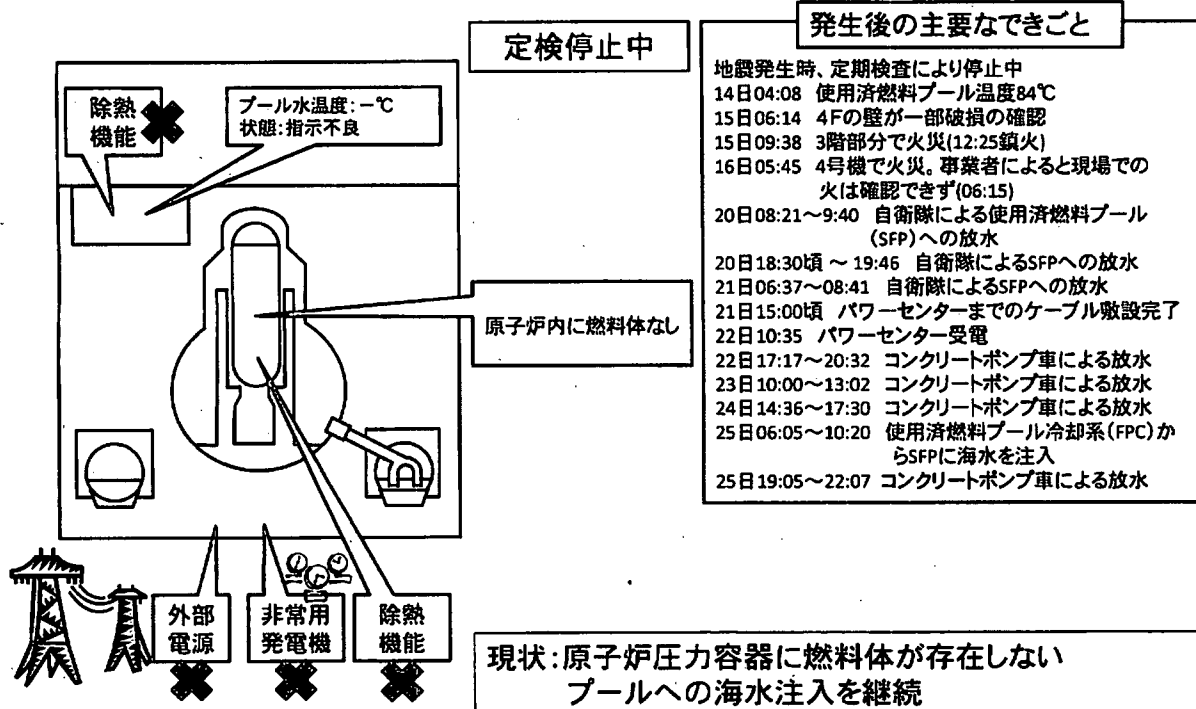 定検停止中
除熱
機能
プール水温度:－℃
状態:指示不良
原子炉内に燃料体なし
外部
電源
非常用
発電機
除熱
機能
発生後の主要なできごと
地震発生時、定期検査により停止中
14日04:08 使用済燃料プール温度84℃
15日06:14 4Fの壁が一部破損の確認
15日09:38 3階部分で火災(12:25鎮火)
16日05:45 4号機で火災。事業者によると現場での
火は確認できず(06:15)
20日08:21～9:40 自衛隊による使用済燃料プール
(SFP)への放水
20日18:30頃 ～ 19:46 自衛隊によるSFPへの放水
21日06:37～08:41 自衛隊によるSFPへの放水
21日15:00頃 パワーセンターまでのケーブル敷設完了
22日10:35 パワーセンター受電
22日17:17～20:32 コンクリートポンプ車による放水
23日10:00～13:02 コンクリートポンプ車による放水
24日14:36～17:30 コンクリートポンプ車による放水
25日06:05～10:20 使用済燃料プール冷却系(FPC)か
らSFPに海水を注入
25日19:05～22:07 コンクリートポンプ車による放水
現状:原子炉圧力容器に燃料体が存在しない
プールへの海水注入を継続